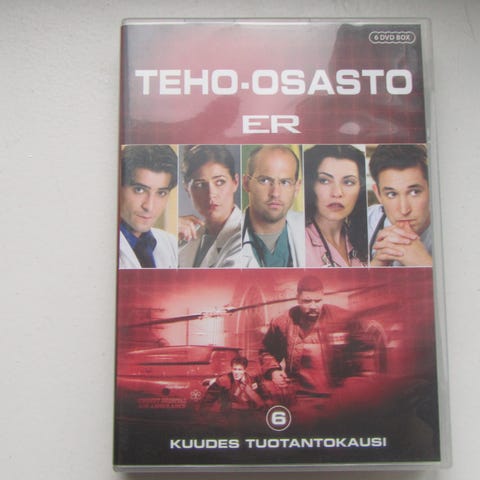 6 DVD BOX
TEHO-OSASTO
ER
6
KUUDES TUOTANTOKAUSI